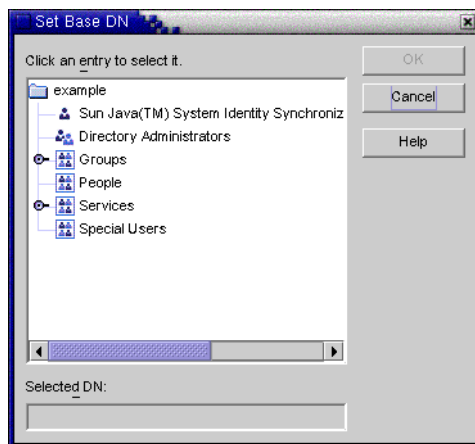 Set Base DN
Click an entry to select it.
OK
example
Cancel
Sun Java(TM) System Identity Synchroniz
Directory Administrators
Help
Groups
People
Services
Special Users
Selected DN: